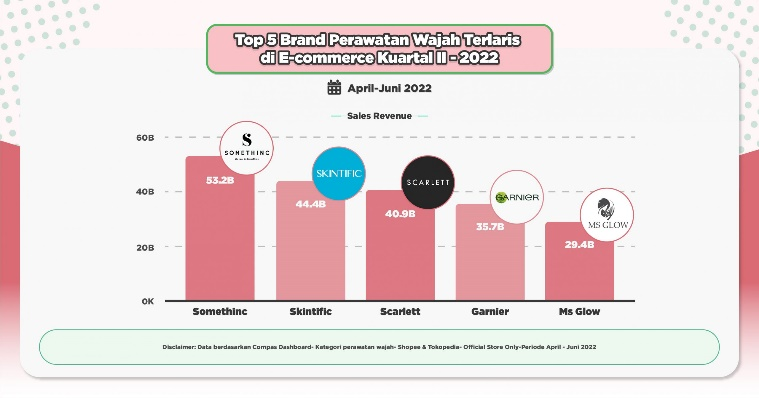 Top 5 Brand Perawatan Wajah Terlaris
di E-commerce Kuartal II - 2022
April-Juni 2022
Sales Revenue
60B
40B
20B
0K
S
SOMETHINC
SKINTIFIC
SCARLETT
GARNIER
MS GLOW
53.2B
44.4B
40.9B
35.7B
29.4B
Somethinc
Skintific
Scarlett
Garnier
Ms Glow
Disclaimer: Data berdasarkan Compas Dashboard- Kategori perawatan wajah- Shopee & Tokopedia- Official Store Only-Periode April - Juni 2022